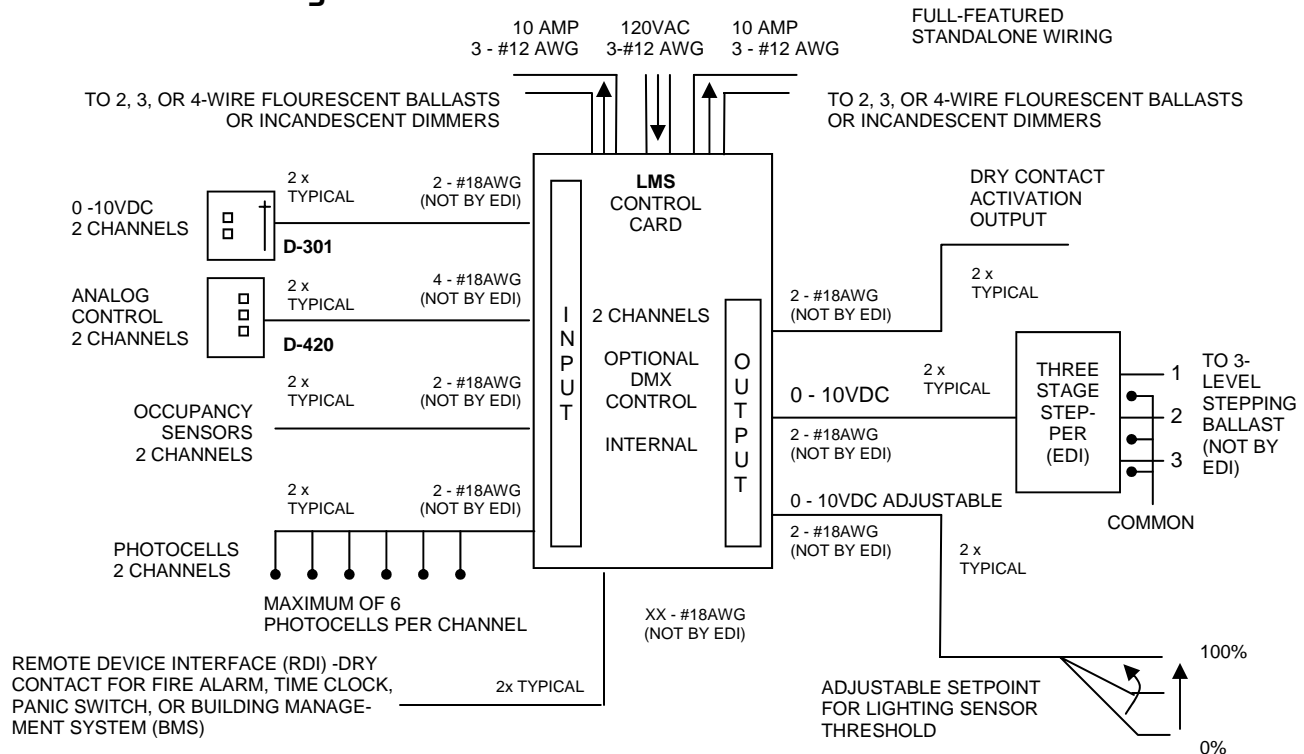 FULL-FEATURED
STANDALONE WIRING
10 AMP
3 - #12 AWG
120VAC
3-#12 AWG
10 AMP
3 - #12 AWG
TO 2, 3, OR 4-WIRE FLOURESCENT BALLASTS
OR INCANDESCENT DIMMERS
TO 2, 3, OR 4-WIRE FLOURESCENT BALLASTS
OR INCANDESCENT DIMMERS
0 -10VDC
2 CHANNELS
2 x
TYPICAL
2 - #18AWG
(NOT BY EDI)
D-301
ANALOG
CONTROL
2 CHANNELS
2 x
TYPICAL
4 - #18AWG
(NOT BY EDI)
D-420
OCCUPANCY
SENSORS
2 CHANNELS
2 x
TYPICAL
2 - #18AWG
(NOT BY EDI)
PHOTOCELLS
2 CHANNELS
2 x
TYPICAL
2 - #18AWG
(NOT BY EDI)
MAXIMUM OF 6
PHOTOCELLS PER CHANNEL
REMOTE DEVICE INTERFACE (RDI) -DRY
CONTACT FOR FIRE ALARM, TIME CLOCK,
PANIC SWITCH, OR BUILDING MANAGE-
MENT SYSTEM (BMS)
2x TYPICAL
XX - #18AWG
(NOT BY EDI)
INPUT
LMS
CONTROL
CARD
2 CHANNELS
OPTIONAL
DMX
CONTROL
INTERNAL
OUTPUT
DRY CONTACT
ACTIVATION
OUTPUT
2 - #18AWG
(NOT BY EDI)
2 x
TYPICAL
0 - 10VDC
2 - #18AWG
(NOT BY EDI)
2 x
TYPICAL
THREE
STAGE
STEP-
PER
(EDI)
1
2
3
COMMON
TO 3-
LEVEL
STEPPING
BALLAST
(NOT BY
EDI)
0 - 10VDC ADJUSTABLE
2 - #18AWG
(NOT BY EDI)
2 x
TYPICAL
ADJUSTABLE SETPOINT
FOR LIGHTING SENSOR
THRESHOLD
100%
0%